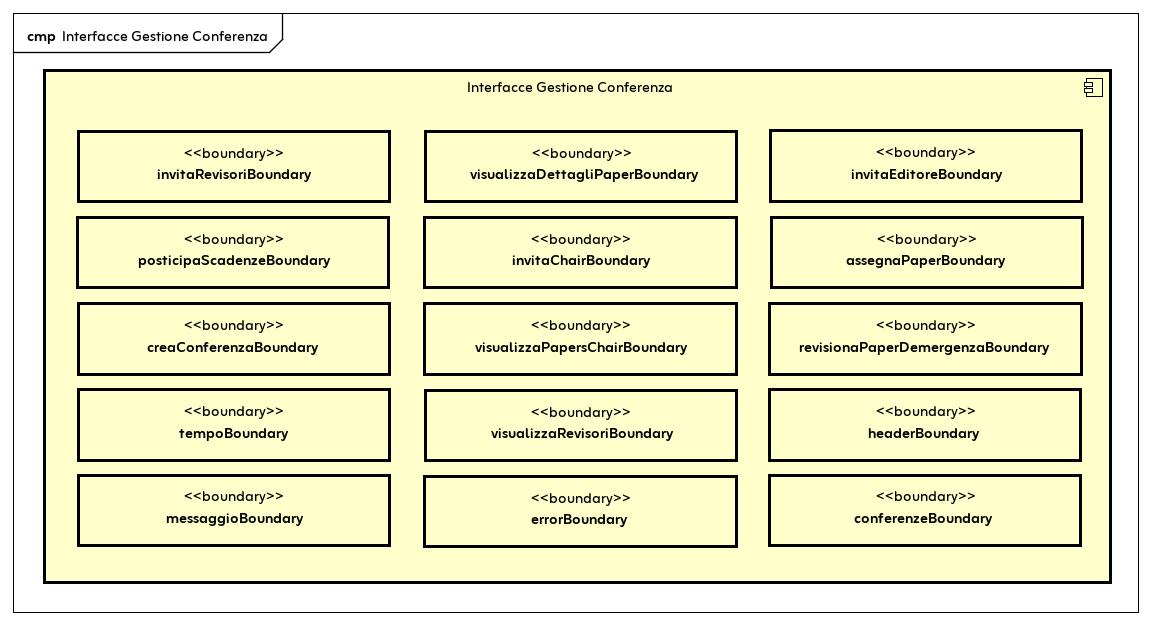 cmp Interfacce Gestione Conferenza
Interfacce Gestione Conferenza
<<boundary>>
invitaRevisoriBoundary
<<boundary>>
visualizzaDettagliPaperBoundary
<<boundary>>
invitaEditoreBoundary
<<boundary>>
posticipaScadenzeBoundary
<<boundary>>
invitaChairBoundary
<<boundary>>
assegnaPaperBoundary
<<boundary>>
creaConferenzaBoundary
<<boundary>>
visualizzaPapersChairBoundary
<<boundary>>
revisionaPaperDemergenzaBoundary
<<boundary>>
tempoBoundary
<<boundary>>
visualizzaRevisoriBoundary
<<boundary>>
headerBoundary
<<boundary>>
messaggioBoundary
<<boundary>>
errorBoundary
<<boundary>>
conferenzeBoundary